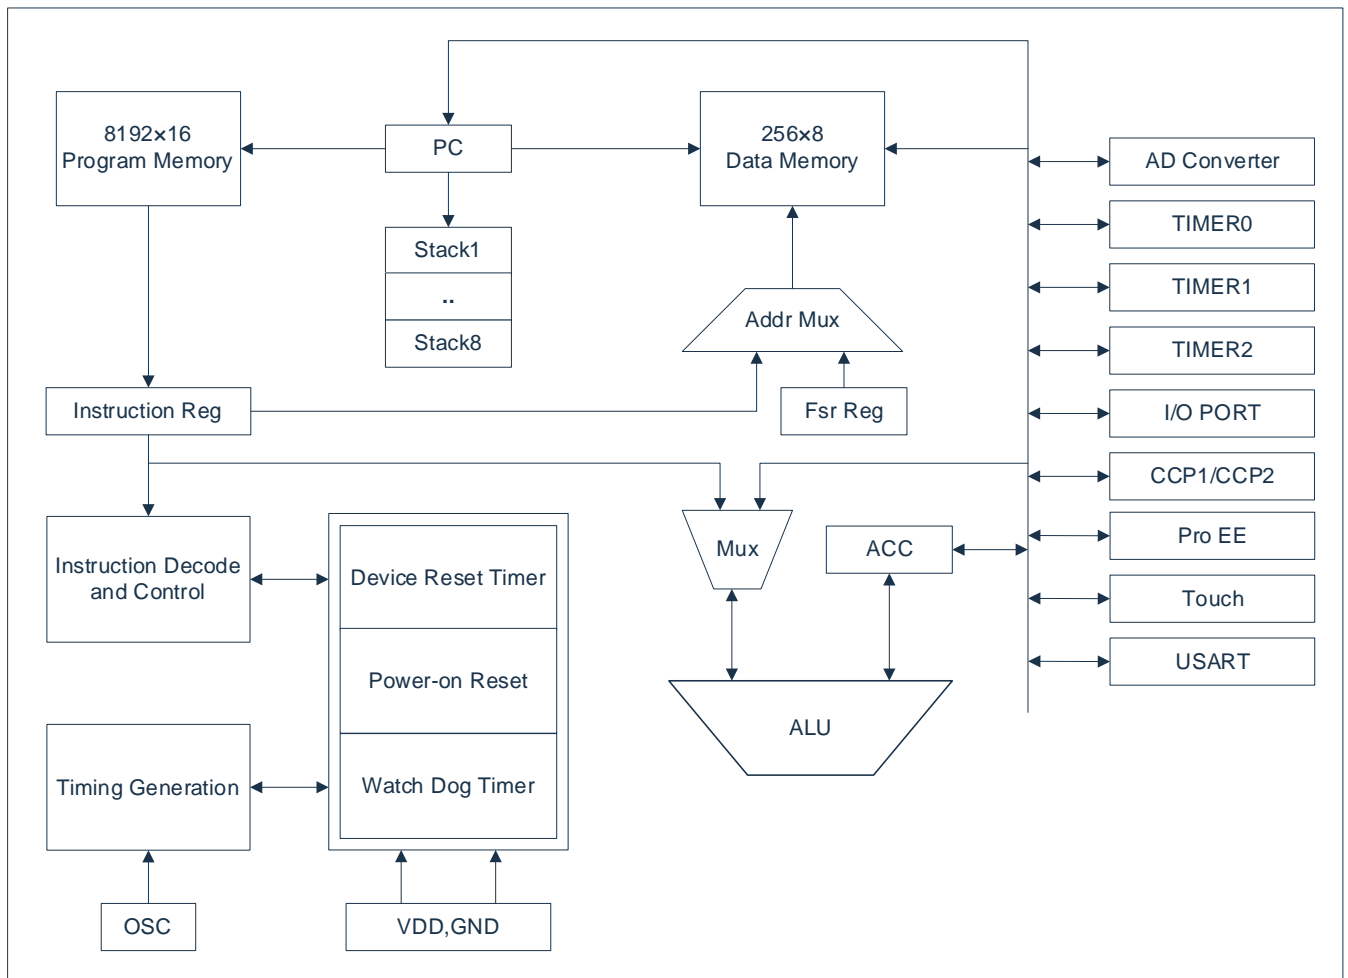 8192×16
Program Memory
PC
256×8
Data Memory
AD Converter
TIMER0
Stack1
..
Stack8
TIMER1
Addr Mux
TIMER2
Instruction Reg
Fsr Reg
I/O PORT
CCP1/CCP2
Mux
ACC
Pro EE
Instruction Decode
and Control
Device Reset Timer
Touch
Power-on Reset
USART
ALU
Timing Generation
Watch Dog Timer
OSC
VDD,GND